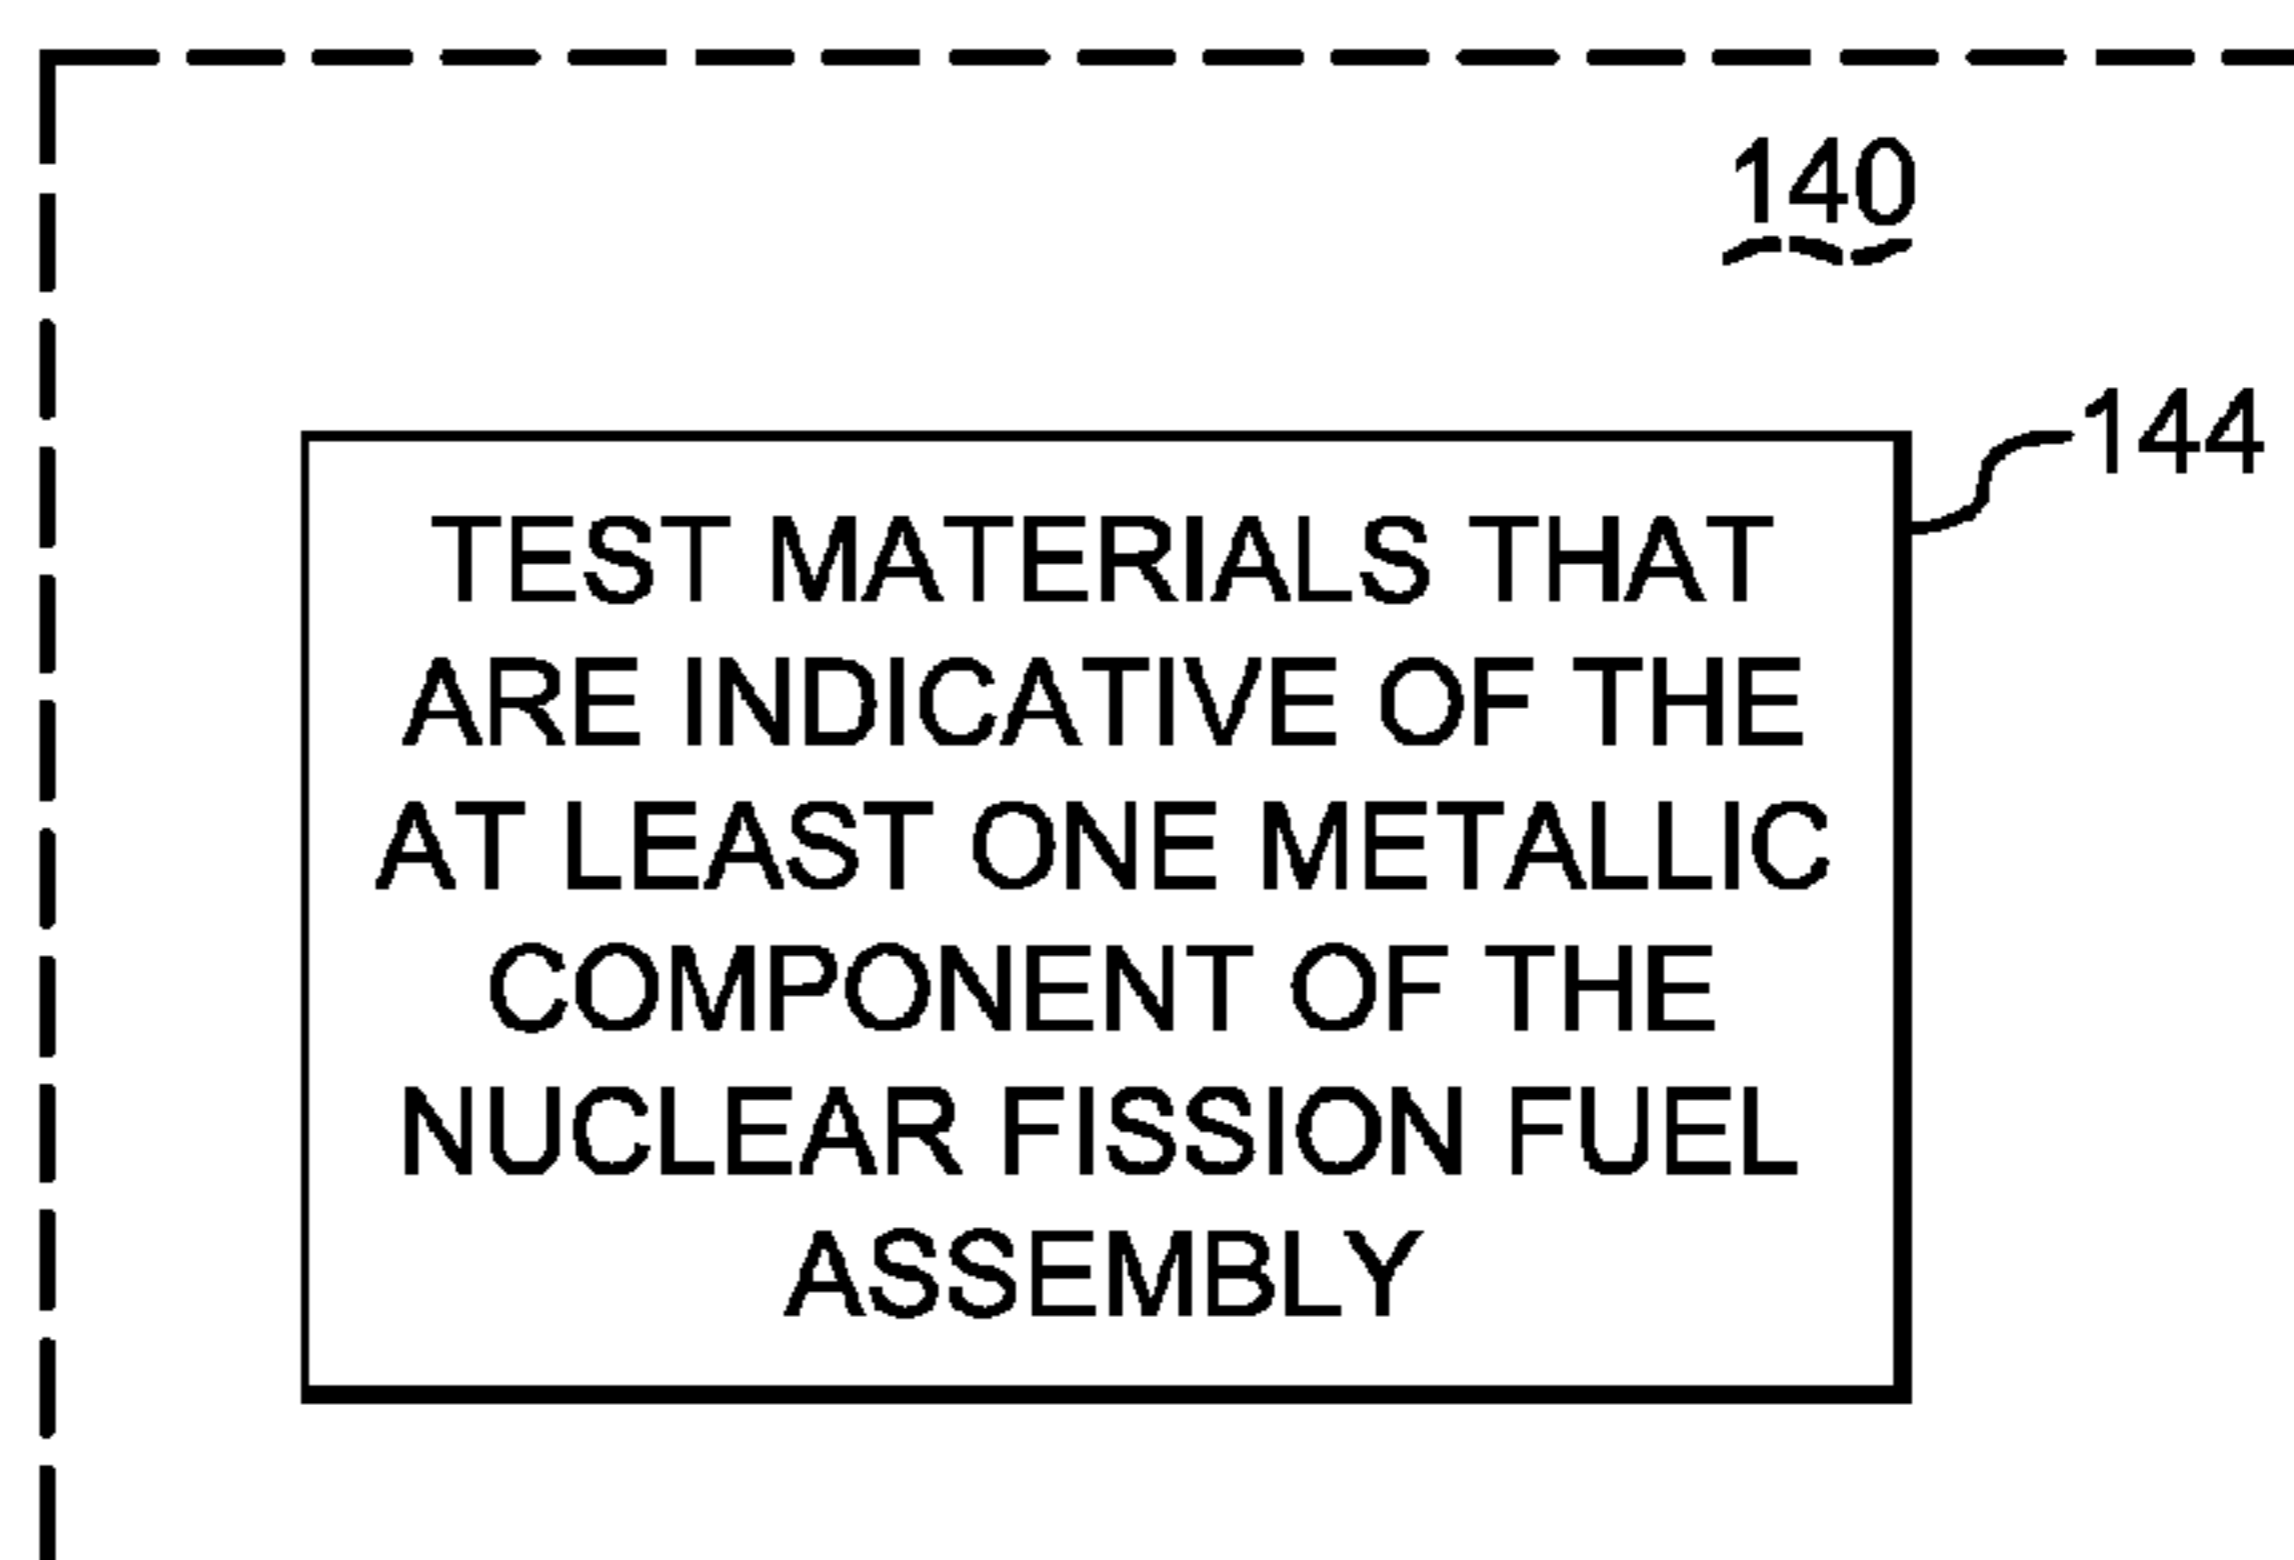 140
144
TEST MATERIALS THAT
ARE INDICATIVE OF THE
AT LEAST ONE METALLIC
COMPONENT OF THE
NUCLEAR FISSION FUEL
ASSEMBLY